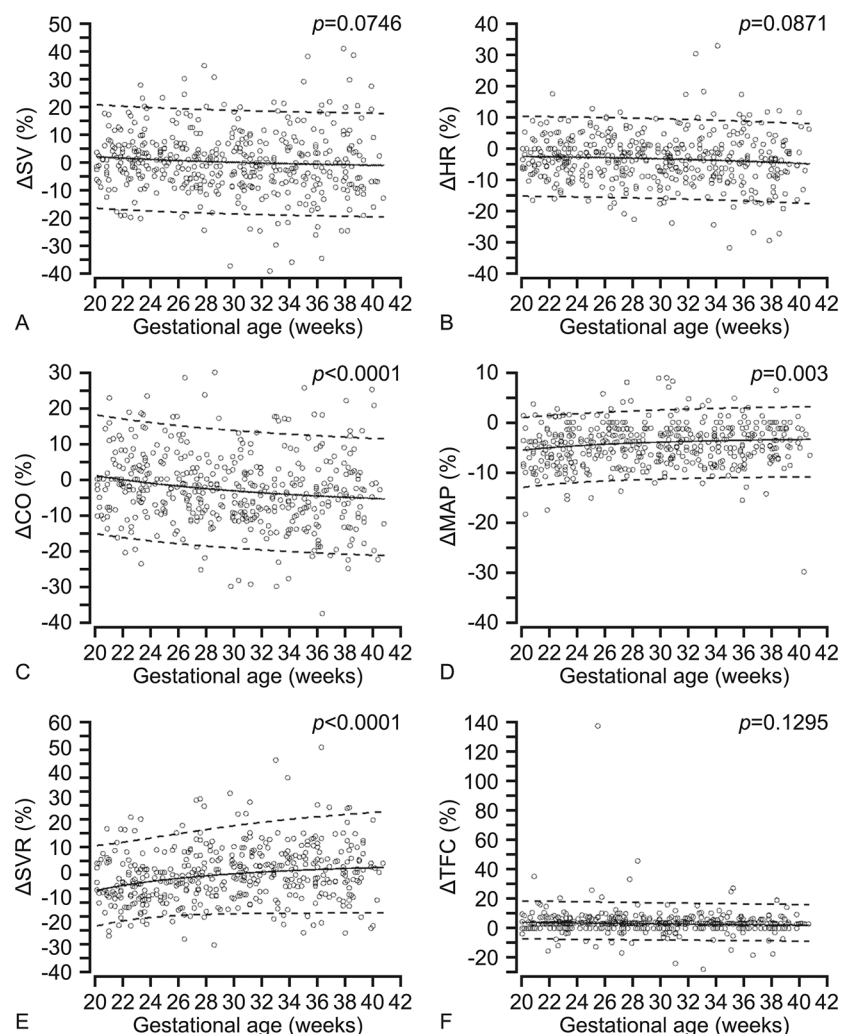 p=0.0746
50
40
30
20
10
0
-10
-20
-30
-40
ΔSV (%)
20 22 24 26 28 30 32 34 36 38 40 42
A Gestational age (weeks)
p=0.0871
40
30
20
10
0
-10
-20
-30
-40
ΔHR (%)
20 22 24 26 28 30 32 34 36 38 40 42
B Gestational age (weeks)
p<0.0001
30
20
10
0
-10
-20
-30
-40
ΔCO (%)
20 22 24 26 28 30 32 34 36 38 40 42
C Gestational age (weeks)
p=0.003
10
0
-10
-20
-30
-40
ΔMAP (%)
20 22 24 26 28 30 32 34 36 38 40 42
D Gestational age (weeks)
p<0.0001
60
50
40
30
20
10
0
-10
-20
-30
-40
ΔSVR (%)
20 22 24 26 28 30 32 34 36 38 40 42
E Gestational age (weeks)
p=0.1295
140
120
100
80
60
40
20
0
-20
ΔTFC (%)
20 22 24 26 28 30 32 34 36 38 40 42
F Gestational age (weeks)